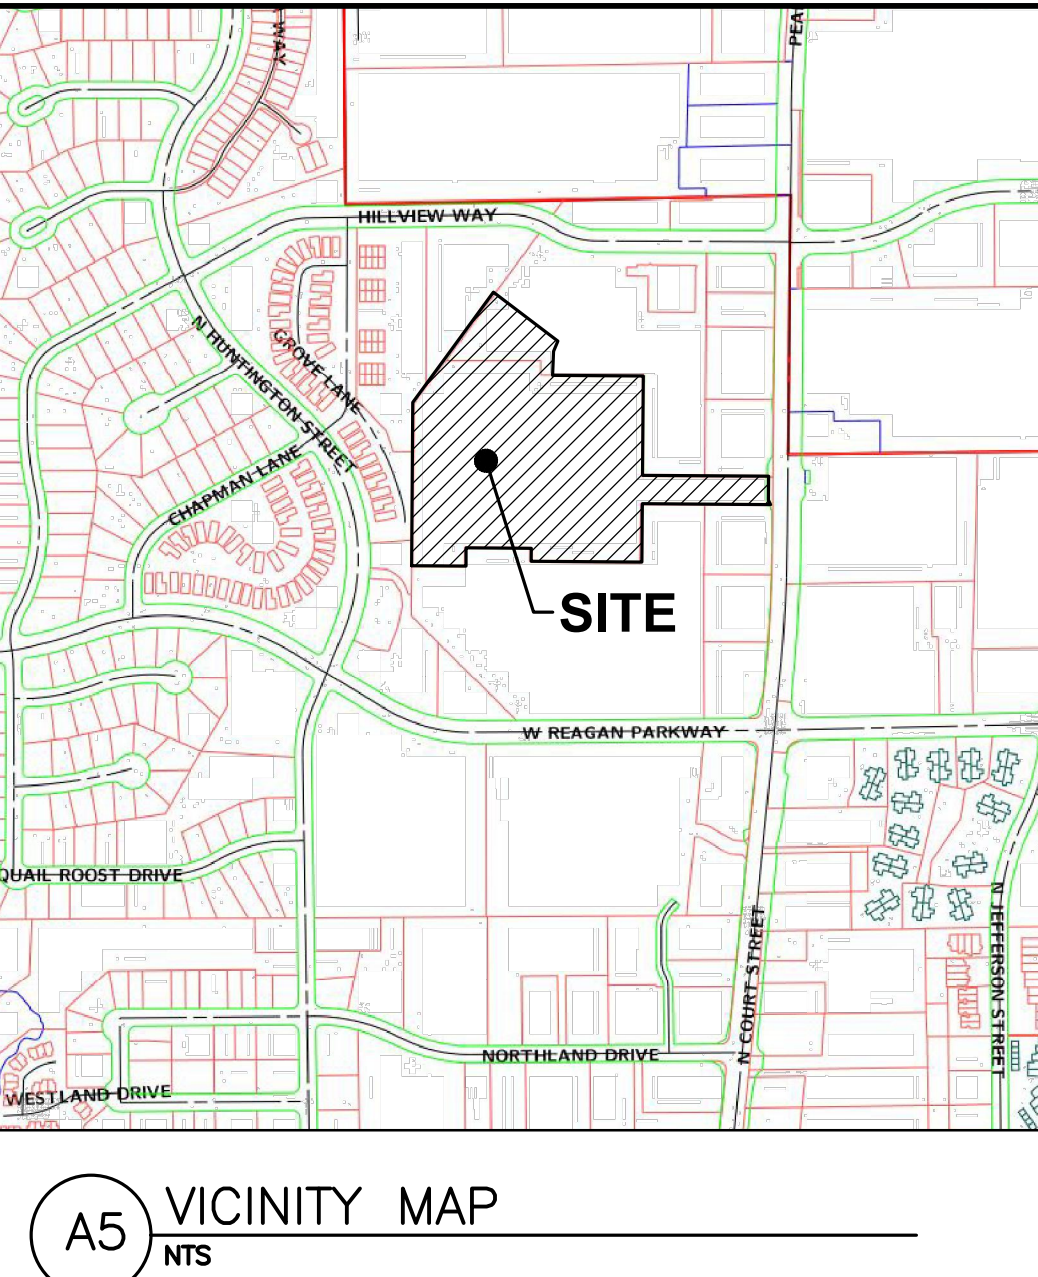 WAY
PEA
HILLVIEW WAY
N HUNTINGTON STREET
GROVE LANE
CHAPMAN LANE
SITE
W REAGAN PARKWAY
QUAIL ROOST DRIVE
N COURT STREET
N JEFFERSON STREET
NORTHLAND DRIVE
WESTLAND DRIVE
A5
VICINITY MAP
NTS